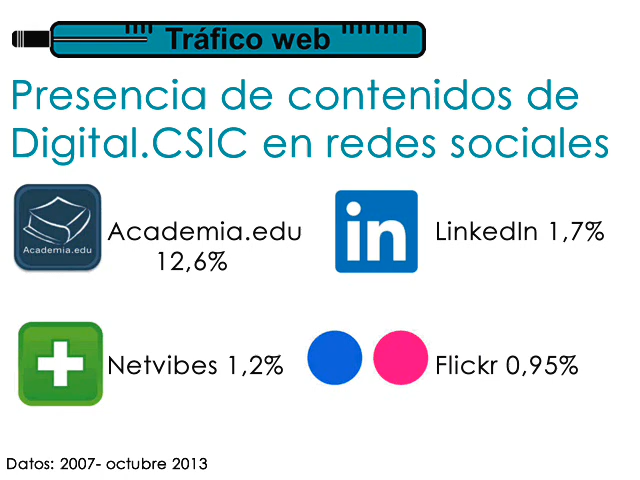 Tráfico web
Presencia de contenidos de
Digital.CSIC en redes sociales
Academia.edu
Academia.edu
12,6%
in
LinkedIn 1,7%
Netvibes 1,2%
Flickr 0,95%
Datos: 2007- octubre 2013